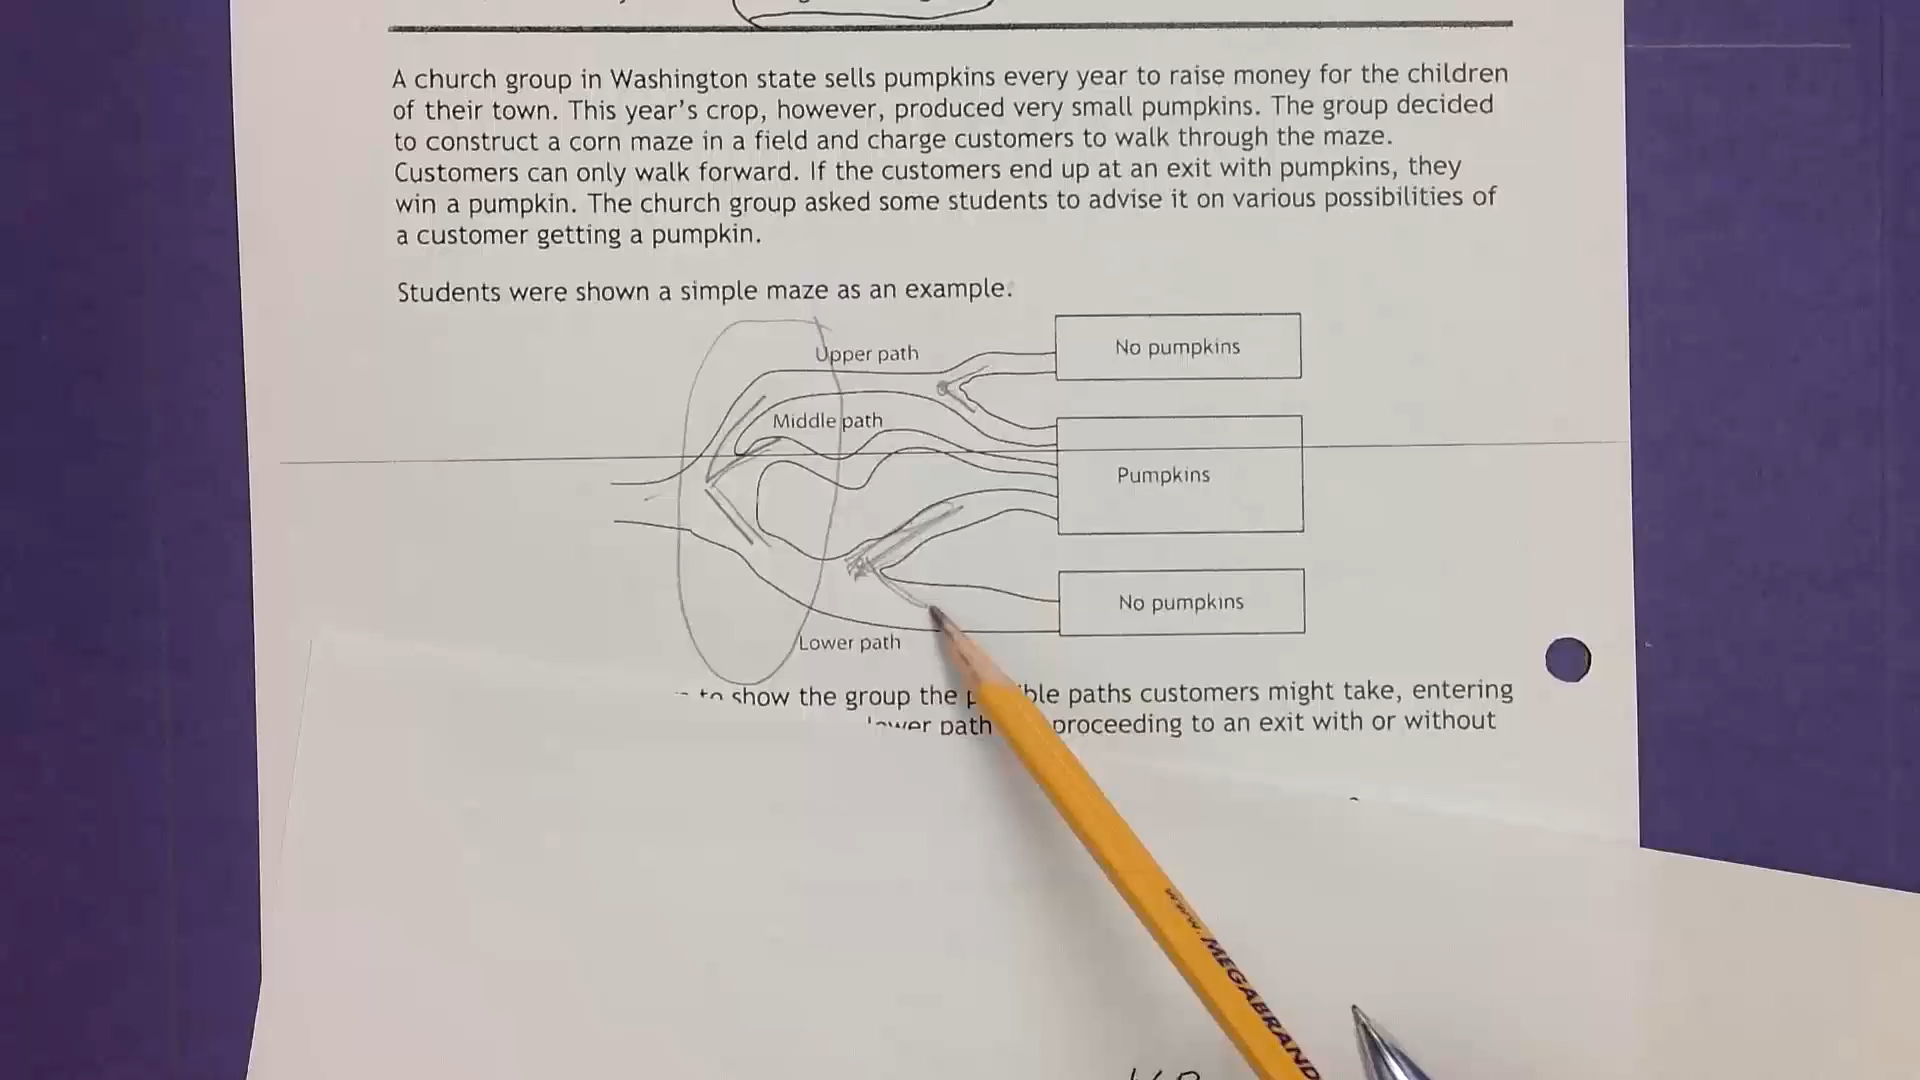 A church group in Washington state sells pumpkins every year to raise money for the children
of their town. This year's crop, however, produced very small pumpkins. The group decided
to construct a corn maze in a field and charge customers to walk through the maze.
Customers can only walk forward. If the customers end up at an exit with pumpkins, they
win a pumpkin. The church group asked some students to advise it on various possibilities of
a customer getting a pumpkin.
Students were shown a simple maze as an example.
Upper path
No pumpkins
Middle path
Pumpkins
No pumpkins
Lower path
to show the group the paths customers might take, entering
lower path proceeding to an exit with or without
www.MEGABRAND